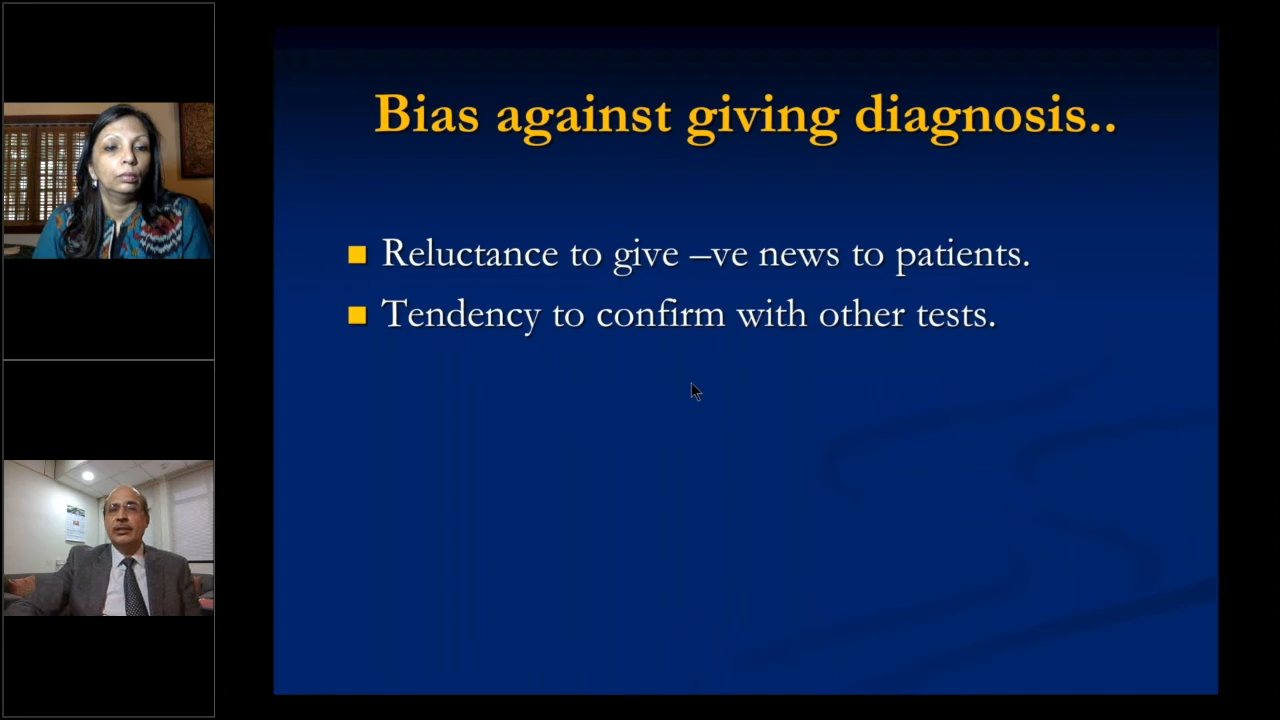 Bias against giving diagnosis..
Reluctance to give –ve news to patients.
Tendency to confirm with other tests.